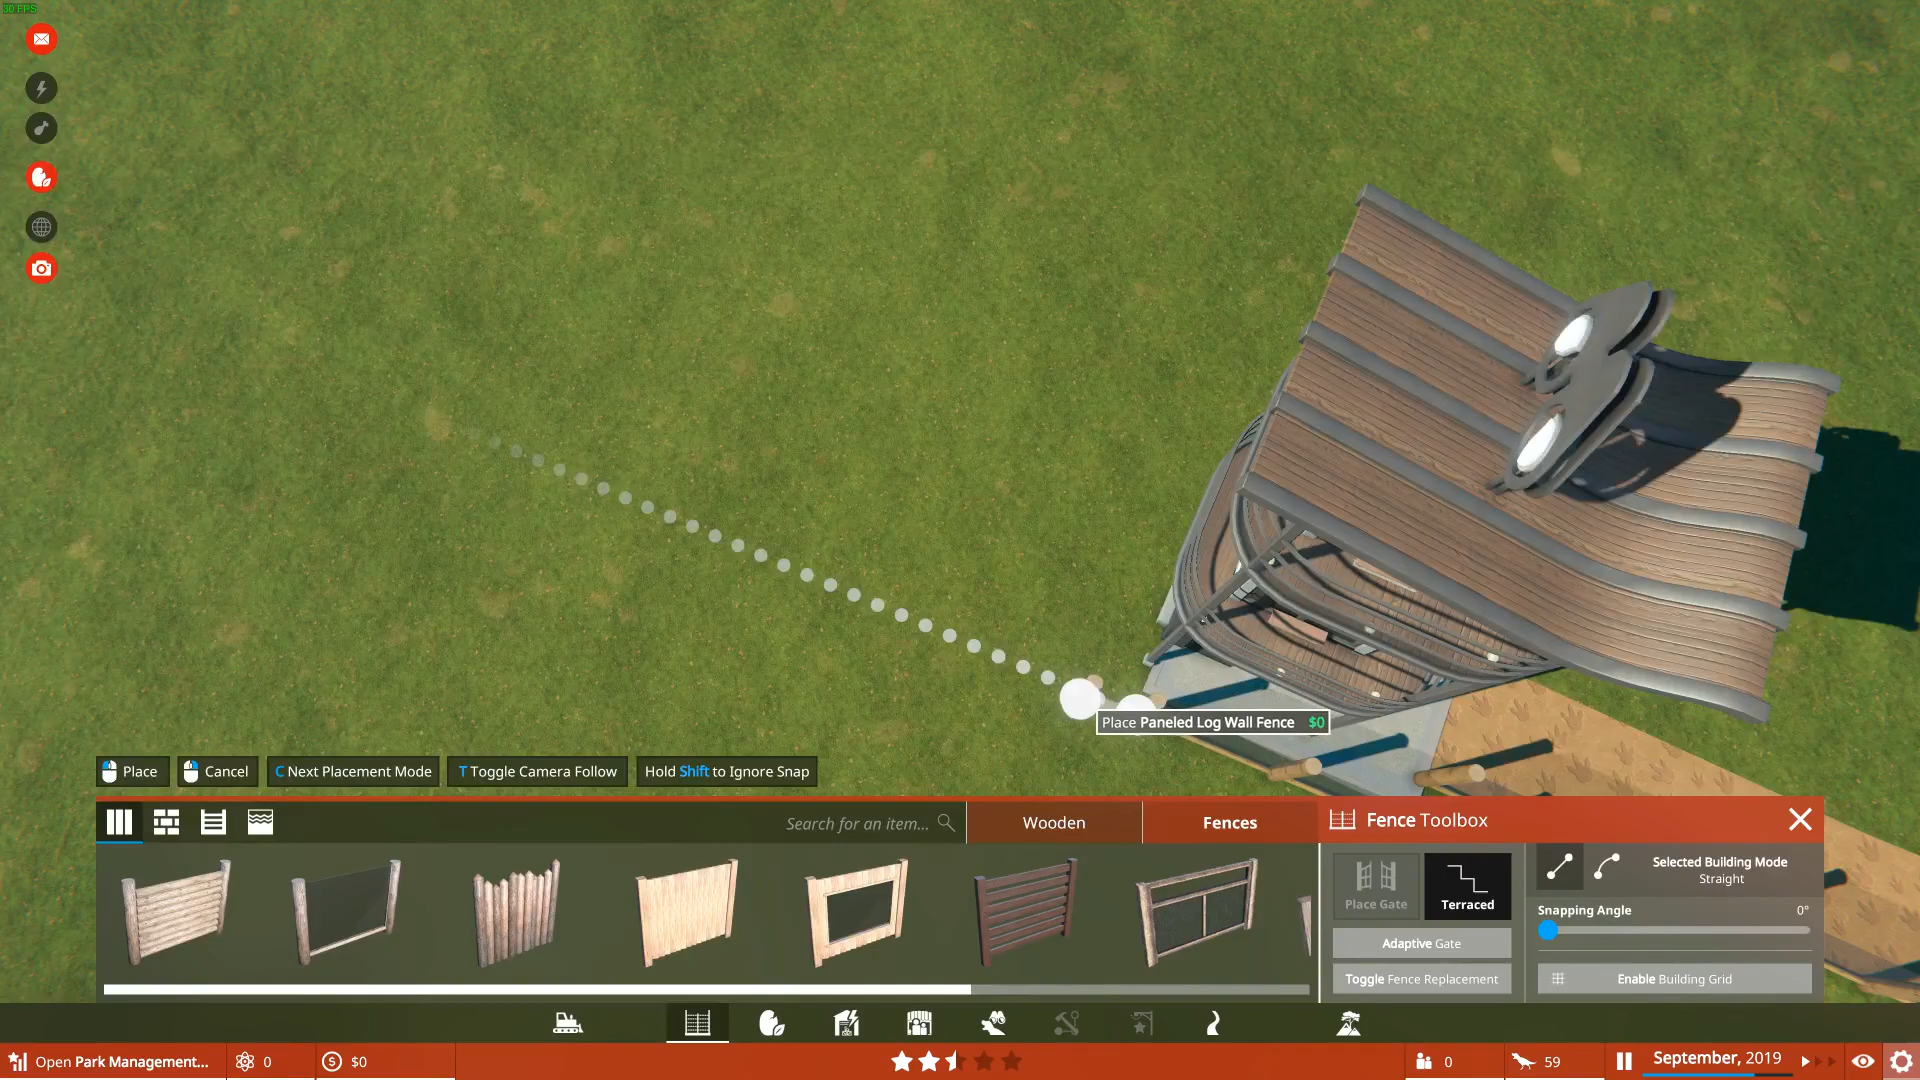 30 FPS
Place Paneled Log Wall Fence $0
Place
Cancel
C Next Placement Mode
T Toggle Camera Follow
Hold Shift to Ignore Snap
Search for an item...
Wooden
Fences
Fence Toolbox
Place Gate
Terraced
Adaptive Gate
Toggle Fence Replacement
Selected Building Mode
Straight
Snapping Angle 0°
Enable Building Grid
Open Park Management...
0
$0
0
59
September, 2019